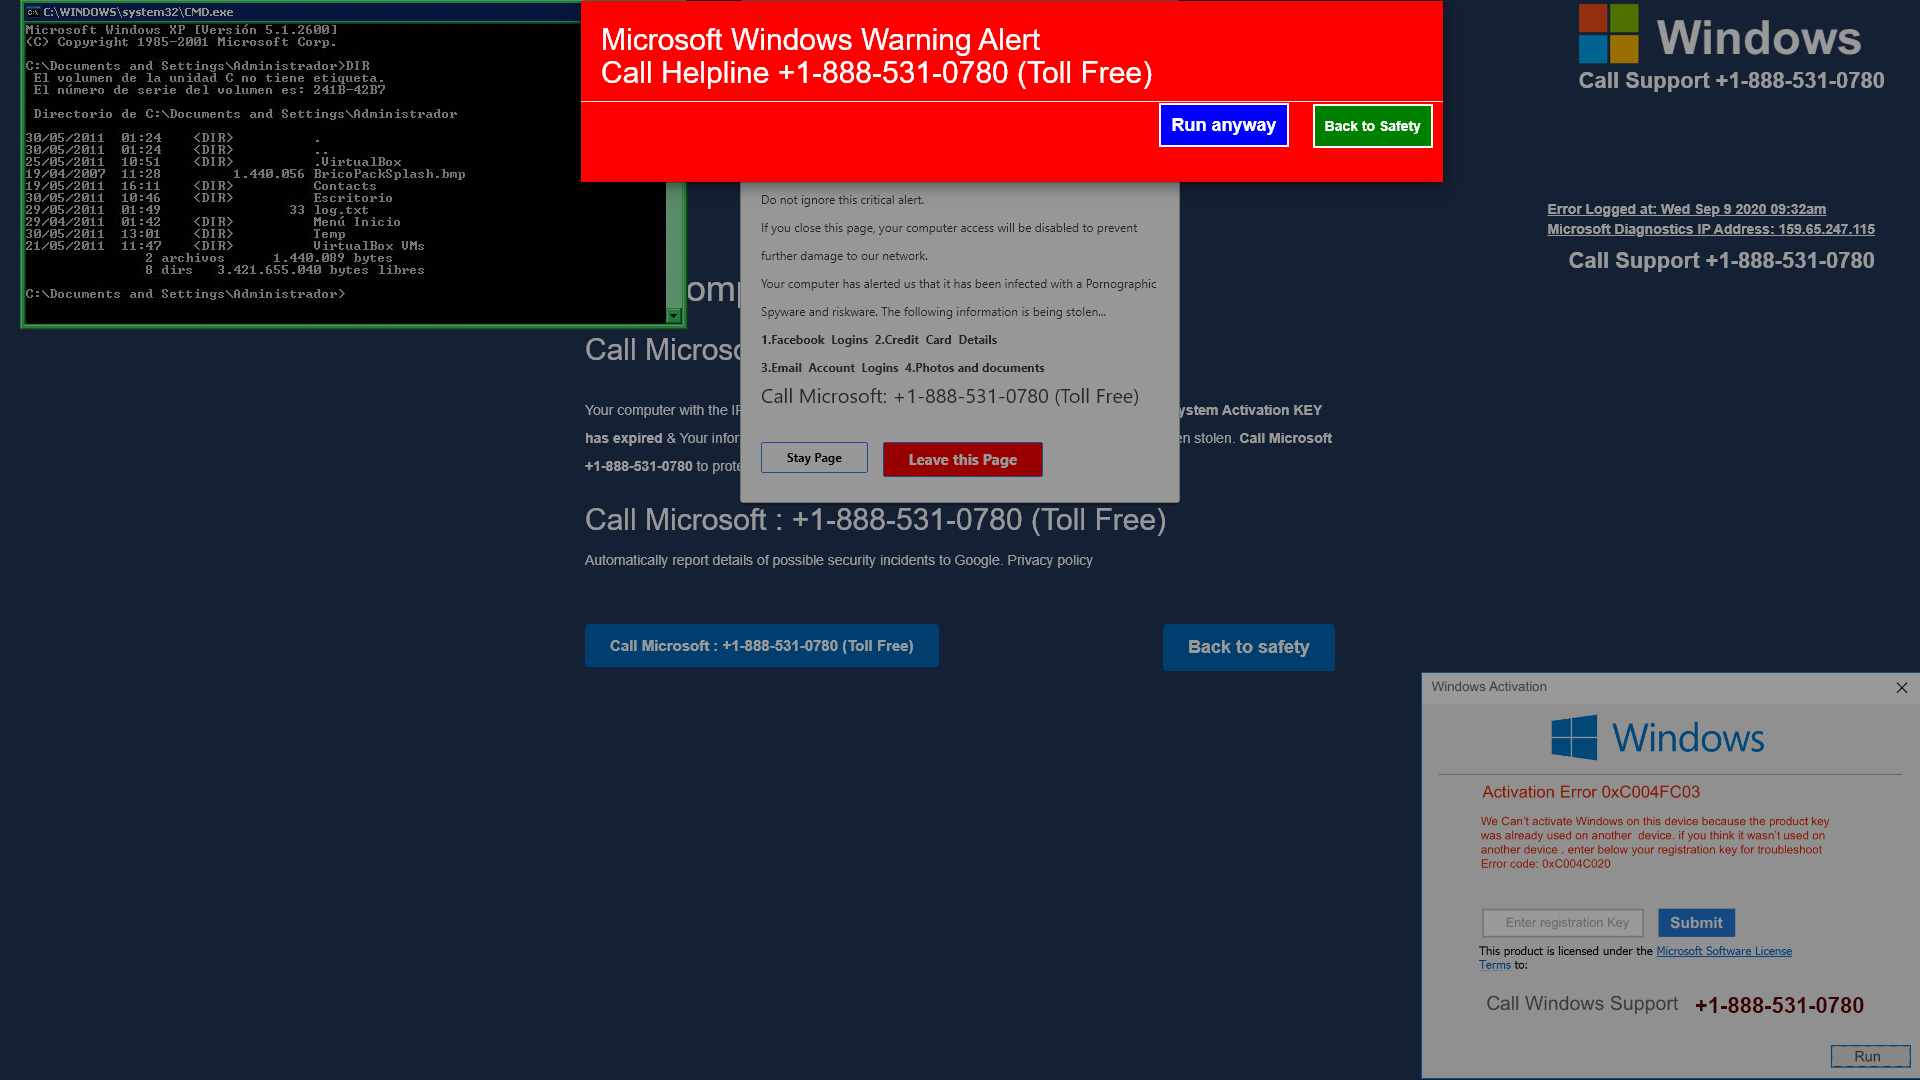 C:\WINDOWS\system32\CMD.exe
Microsoft Windows XP [Versión 5.1.2600]
(C) Copyright 1985-2001 Microsoft Corp.
C:\Documents and Settings\Administrador>DIR
El volumen de la unidad C no tiene etiqueta.
El número de serie del volumen es: 241B-42B7
Directorio de C:\Documents and Settings\Administrador
30/05/2011 01:24 <DIR> .
30/05/2011 01:24 <DIR> ..
25/05/2011 10:51 <DIR> .VirtualBox
19/04/2007 11:28 1.440.056 BricoPackSplash.bmp
19/05/2011 16:11 <DIR> Contacts
30/05/2011 10:46 <DIR> Escritorio
29/05/2011 01:49 33 log.txt
29/04/2011 01:42 <DIR> Menú Inicio
30/05/2011 13:01 <DIR> Temp
21/05/2011 11:47 <DIR> VirtualBox VMs
2 archivos 1.440.089 bytes
8 dirs 3.421.655.040 bytes libres
C:\Documents and Settings\Administrador>
Microsoft Windows Warning Alert
Call Helpline +1-888-531-0780 (Toll Free)
Run anyway
Back to Safety
Windows
Call Support +1-888-531-0780
Error Logged at: Wed Sep 9 2020 09:32am
Microsoft Diagnostics IP Address: 159.65.247.115
Call Support +1-888-531-0780
Do not ignore this critical alert.
If you close this page, your computer access will be disabled to prevent
further damage to our network.
Your computer has alerted us that it has been infected with a Pornographic
Spyware and riskware. The following information is being stolen...
1.Facebook Logins 2.Credit Card Details
3.Email Account Logins 4.Photos and documents
Call Microsoft: +1-888-531-0780 (Toll Free)
Stay Page
Leave this Page
Call
Your computer with the ystem Activation KEY
has expired & Your en stolen. Call Microsoft
+1-888-531-0780 to
Call Microsoft : +1-888-531-0780 (Toll Free)
Automatically report details of possible security incidents to Google. Privacy policy
Call Microsoft : +1-888-531-0780 (Toll Free)
Back to safety
Windows Activation
Windows
Activation Error 0xC004FC03
We Can't activate Windows on this device because the product key
was already used on another device. if you think it wasn't used on
another device . enter below your registration key for troubleshoot
Error code: 0xC004C020
Enter registration Key
Submit
This product is licensed under the Microsoft Software License
Terms to:
Call Windows Support +1-888-531-0780
Run